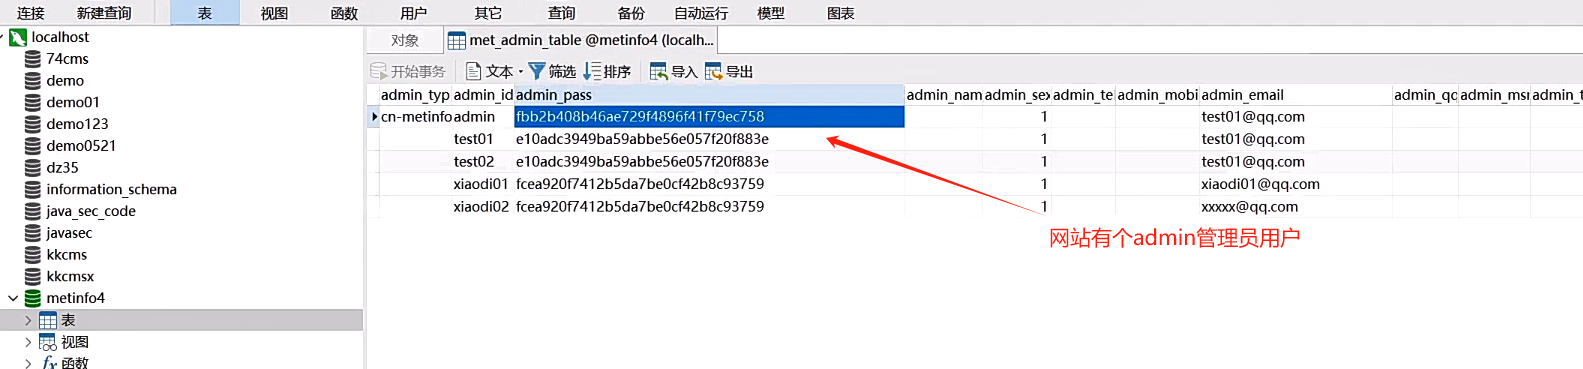 连接 新建查询 表 视图 函数 用户 其它 查询 备份 自动运行 模型 图表
localhost
74cms
demo
demo01
demo123
demo0521
dz35
information_schema
java_sec_code
javasec
kkcms
kkcmsx
metinfo4
表
视图
fx 函数
对象 met_admin_table @metinfo4 (localh...
开始事务 文本 筛选 排序 导入 导出
admin_typ admin_id admin_pass admin_nam admin_sex admin_te admin_mobi admin_email admin_qq admin_msn admin_t
cn-metinfo admin fbb2b408b46ae729f4896f41f79ec758 1 test01@qq.com
test01 e10adc3949ba59abbe56e057f20f883e 1 test01@qq.com
test02 e10adc3949ba59abbe56e057f20f883e 1 test01@qq.com
xiaodi01 fcea920f7412b5da7be0cf42b8c93759 1 xiaodi01@qq.com
xiaodi02 fcea920f7412b5da7be0cf42b8c93759 1 xxxxx@qq.com
网站有个admin管理员用户